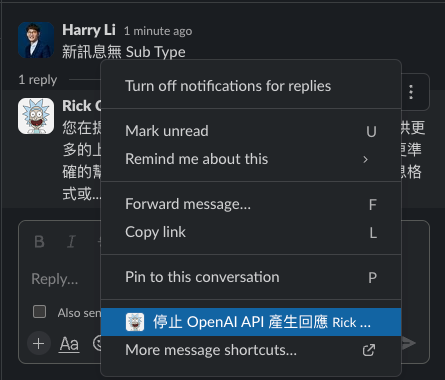 Harry Li 1 minute ago
新訊息無 Sub Type
1 reply
Rick
您在提 供更
多的上 更準
確的幫 息格
式或...
Turn off notifications for replies
Mark unread U
Remind me about this
Forward message... F
Copy link L
Pin to this conversation P
停止 OpenAI API 產生回應 Rick ...
More message shortcuts...
B I
Reply...
Also sen
Aa